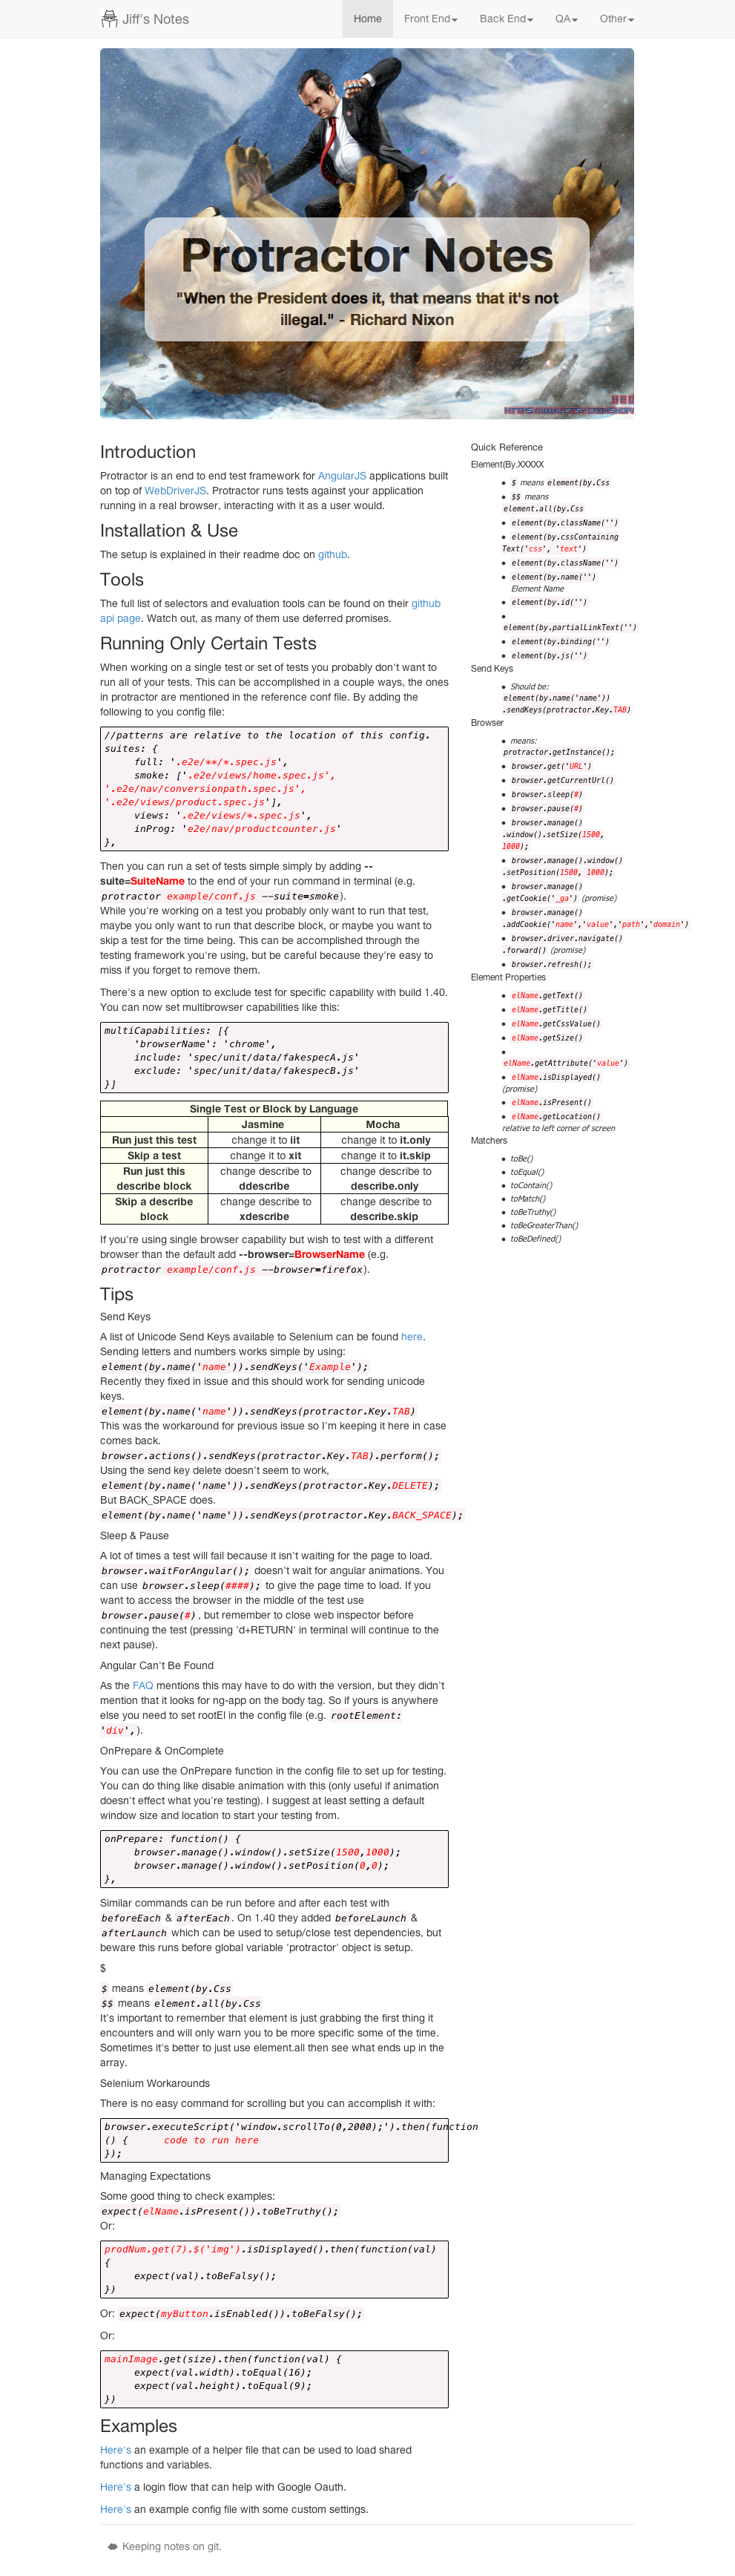 Jiff's Notes
Home Front End Back End QA Other
Protractor Notes
"When the President does it, that means that it's not
illegal." - Richard Nixon
Introduction
Protractor is an end to end test framework for AngularJS applications built
on top of WebDriverJS. Protractor runs tests against your application
running in a real browser, interacting with it as a user would.
Installation & Use
The setup is explained in their readme doc on github.
Tools
The full list of selectors and evaluation tools can be found on their github
api page. Watch out, as many of them use deferred promises.
Running Only Certain Tests
When working on a single test or set of tests you probably don't want to
run all of your tests. This can be accomplished in a couple ways, the ones
in protractor are mentioned in the reference conf file. By adding the
following to you config file:
//patterns are relative to the location of this config.
suites: {
full: '.e2e/**/*.spec.js',
smoke: ['.e2e/views/home.spec.js',
'.e2e/nav/conversionpath.spec.js',
'.e2e/views/product.spec.js'],
views: '.e2e/views/*.spec.js',
inProg: 'e2e/nav/productcounter.js'
},
Then you can run a set of tests simple simply by adding --
suite=SuiteName to the end of your run command in terminal (e.g.
protractor example/conf.js --suite=smoke).
While you're working on a test you probably only want to run that test,
maybe you only want to run that describe block, or maybe you want to
skip a test for the time being. This can be accomplished through the
testing framework you're using, but be careful because they're easy to
miss if you forget to remove them.
There's a new option to exclude test for specific capability with build 1.40.
You can now set multibrowser capabilities like this:
multiCapabilities: [{
'browserName': 'chrome',
include: 'spec/unit/data/fakespecA.js'
exclude: 'spec/unit/data/fakespecB.js'
}]
Single Test or Block by Language
Jasmine Mocha
Run just this test change it to iit change it to it.only
Skip a test change it to xit change it to it.skip
Run just this change describe to change describe to
describe block ddescribe describe.only
Skip a describe change describe to change describe to
block xdescribe describe.skip
If you're using single browser capability but wish to test with a different
browser than the default add --browser=BrowserName (e.g.
protractor example/conf.js --browser=firefox).
Tips
Send Keys
A list of Unicode Send Keys available to Selenium can be found here.
Sending letters and numbers works simple by using:
element(by.name('name')).sendKeys('Example');
Recently they fixed in issue and this should work for sending unicode
keys.
element(by.name('name')).sendKeys(protractor.Key.TAB)
This was the workaround for previous issue so I'm keeping it here in case
comes back.
browser.actions().sendKeys(protractor.Key.TAB).perform();
Using the send key delete doesn't seem to work,
element(by.name('name')).sendKeys(protractor.Key.DELETE);
But BACK_SPACE does.
element(by.name('name')).sendKeys(protractor.Key.BACK_SPACE);
Sleep & Pause
A lot of times a test will fail because it isn't waiting for the page to load.
browser.waitForAngular(); doesn't wait for angular animations. You
can use browser.sleep(####); to give the page time to load. If you
want to access the browser in the middle of the test use
browser.pause(#), but remember to close web inspector before
continuing the test (pressing 'd+RETURN' in terminal will continue to the
next pause).
Angular Can't Be Found
As the FAQ mentions this may have to do with the version, but they didn't
mention that it looks for ng-app on the body tag. So if yours is anywhere
else you need to set rootEl in the config file (e.g. rootElement:
'div',).
OnPrepare & OnComplete
You can use the OnPrepare function in the config file to set up for testing.
You can do thing like disable animation with this (only useful if animation
doesn't effect what you're testing). I suggest at least setting a default
window size and location to start your testing from.
onPrepare: function() {
browser.manage().window().setSize(1500,1000);
browser.manage().window().setPosition(0,0);
},
Similar commands can be run before and after each test with
beforeEach & afterEach. On 1.40 they added beforeLaunch &
afterLaunch which can be used to setup/close test dependencies, but
beware this runs before global variable 'protractor' object is setup.
$
$ means element(by.Css
$$ means element.all(by.Css
It's important to remember that element is just grabbing the first thing it
encounters and will only warn you to be more specific some of the time.
Sometimes it's better to just use element.all then see what ends up in the
array.
Selenium Workarounds
There is no easy command for scrolling but you can accomplish it with:
browser.executeScript('window.scrollTo(0,2000);').then(function
() { code to run here
});
Managing Expectations
Some good thing to check examples:
expect(elName.isPresent()).toBeTruthy();
Or:
prodNum.get(7).$('img').isDisplayed().then(function(val)
{
expect(val).toBeFalsy();
})
Or: expect(myButton.isEnabled()).toBeFalsy();
Or:
mainImage.get(size).then(function(val) {
expect(val.width).toEqual(16);
expect(val.height).toEqual(9);
})
Examples
Here's an example of a helper file that can be used to load shared
functions and variables.
Here's a login flow that can help with Google Oauth.
Here's an example config file with some custom settings.
Quick Reference
Element(By.XXXXX
$ means element(by.Css
$$ means
element.all(by.Css
element(by.className('')
element(by.cssContaining
Text('css', 'text')
element(by.className('')
element(by.name('')
Element Name
element(by.id('')
element(by.partialLinkText('')
element(by.binding('')
element(by.js('')
Send Keys
Should be:
element(by.name('name'))
.sendKeys(protractor.Key.TAB)
Browser
means:
protractor.getInstance();
browser.get('URL')
browser.getCurrentUrl()
browser.sleep(#)
browser.pause(#)
browser.manage()
.window().setSize(1500,
1000);
browser.manage().window()
.setPosition(1500, 1000);
browser.manage()
.getCookie('_ga') (promise)
browser.manage()
.addCookie('name','value','path','domain')
browser.driver.navigate()
.forward() (promise)
browser.refresh();
Element Properties
elName.getText()
elName.getTitle()
elName.getCssValue()
elName.getSize()
elName.getAttribute('value')
elName.isDisplayed()
(promise)
elName.isPresent()
elName.getLocation()
relative to left corner of screen
Matchers
toBe()
toEqual()
toContain()
toMatch()
toBeTruthy()
toBeGreaterThan()
toBeDefined()
Keeping notes on git.